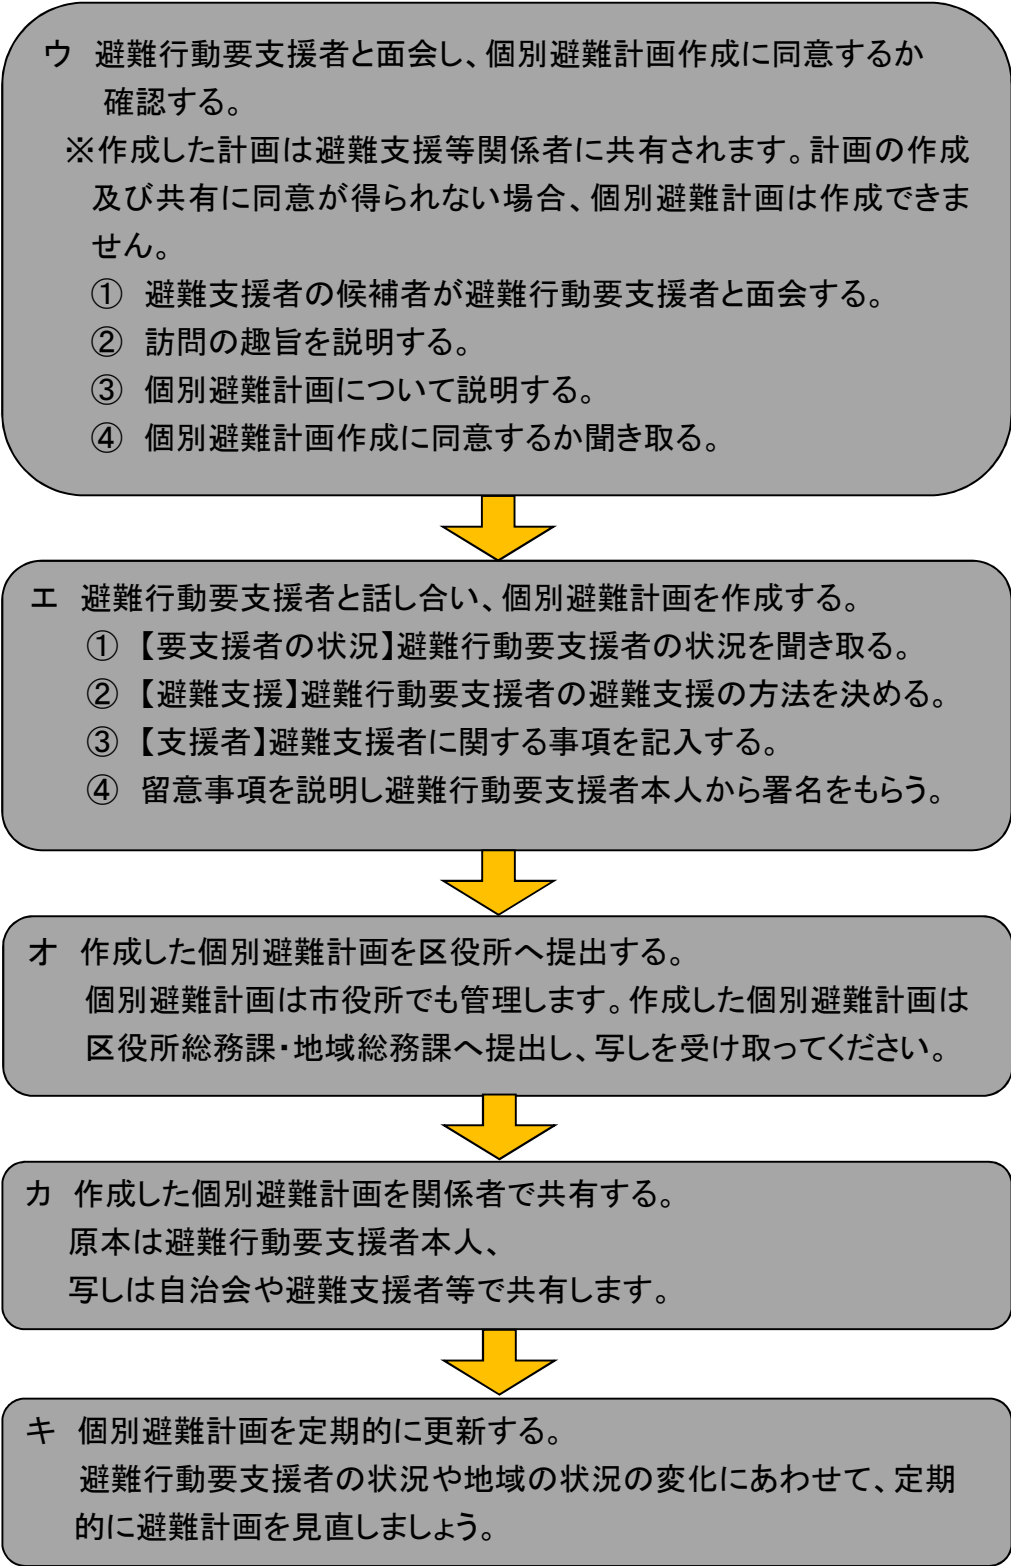 ウ　避難行動要支援者と面会し、個別避難計画作成に同意するか
確認する。
※作成した計画は避難支援等関係者に共有されます。計画の作成
及び共有に同意が得られない場合、個別避難計画は作成できま
せん。
①　避難支援者の候補者が避難行動要支援者と面会する。
②　訪問の趣旨を説明する。
③　個別避難計画について説明する。
④　個別避難計画作成に同意するか聞き取る。
エ　避難行動要支援者と話し合い、個別避難計画を作成する。
①【要支援者の状況】避難行動要支援者の状況を聞き取る。
②【避難支援】避難行動要支援者の避難支援の方法を決める。
③【支援者】避難支援者に関する事項を記入する。
④　留意事項を説明し避難行動要支援者本人から署名をもらう。
オ　作成した個別避難計画を区役所へ提出する。
個別避難計画は市役所でも管理します。作成した個別避難計画は
区役所総務課・地域総務課へ提出し、写しを受け取ってください。
カ　作成した個別避難計画を関係者で共有する。
原本は避難行動要支援者本人、
写しは自治会や避難支援者等で共有します。
キ　個別避難計画を定期的に更新する。
避難行動要支援者の状況や地域の状況の変化にあわせて、定期
的に避難計画を見直しましょう。